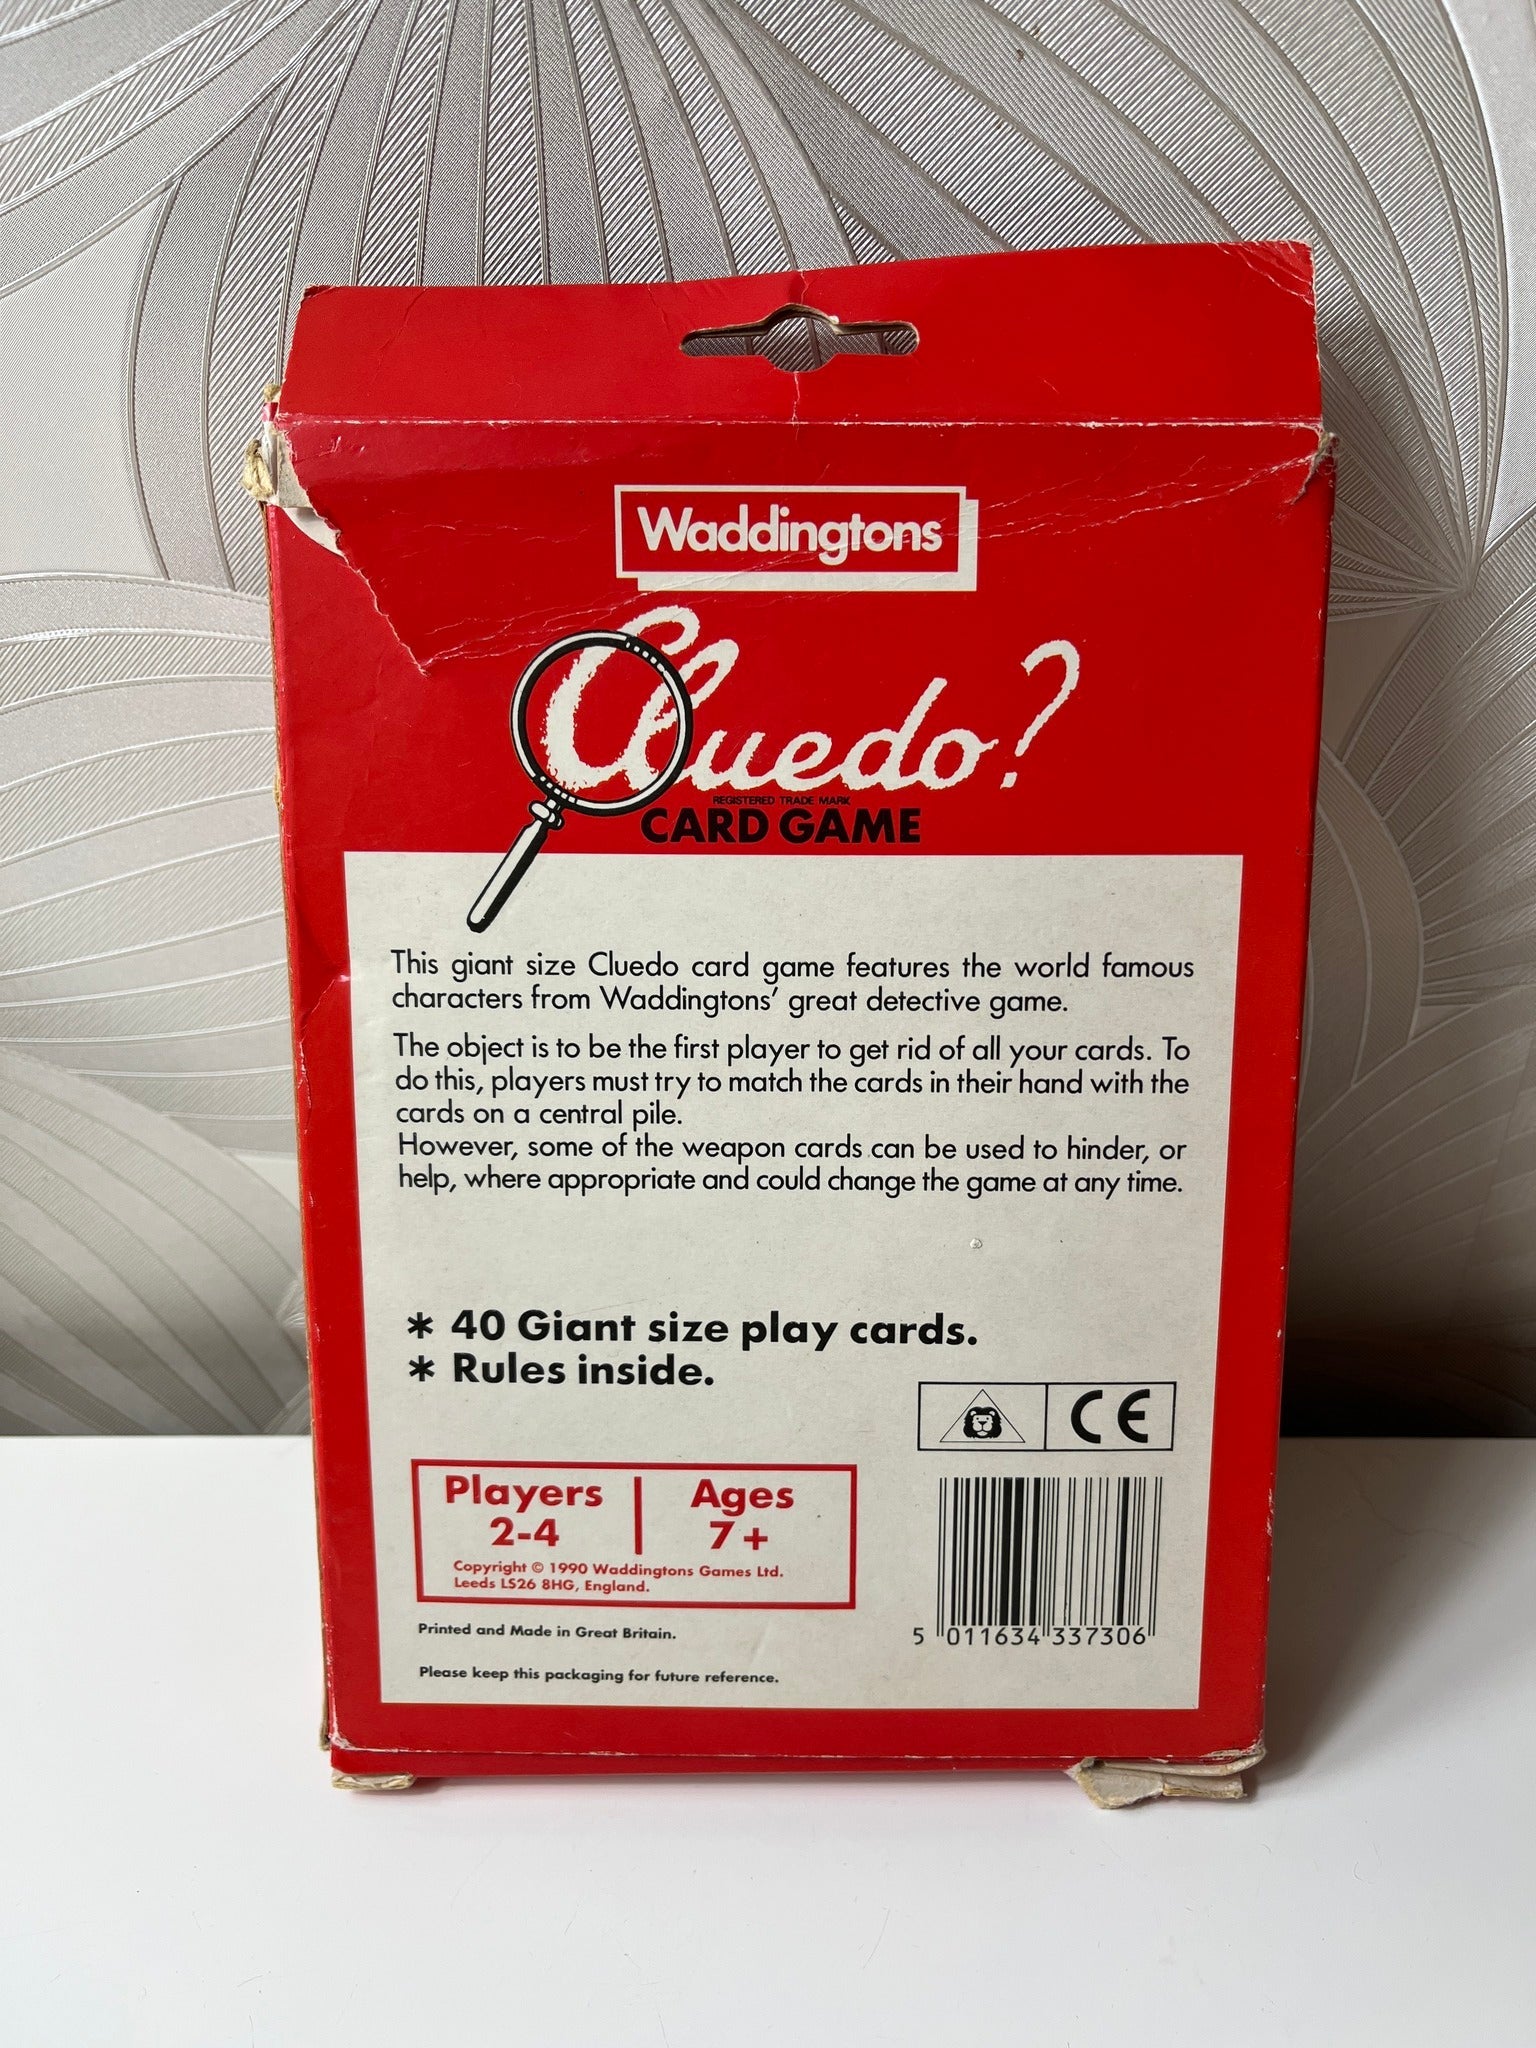 Waddingtons
Cluedo?
REGISTERED TRADE MARK
CARD GAME
This giant size Cluedo card game features the world famous
characters from Waddingtons' great detective game.
The object is to be the first player to get rid of all your cards. To
do this, players must try to match the cards in their hand with the
cards on a central pile.
However, some of the weapon cards can be used to hinder, or
help, where appropriate and could change the game at any time.
* 40 Giant size play cards.
* Rules inside.
CE
Players
2-4
Ages
7+
Copyright © 1990 Waddingtons Games Ltd.
Leeds LS26 8HG, England.
Printed and Made in Great Britain.
Please keep this packaging for future reference.
5 011634 337306